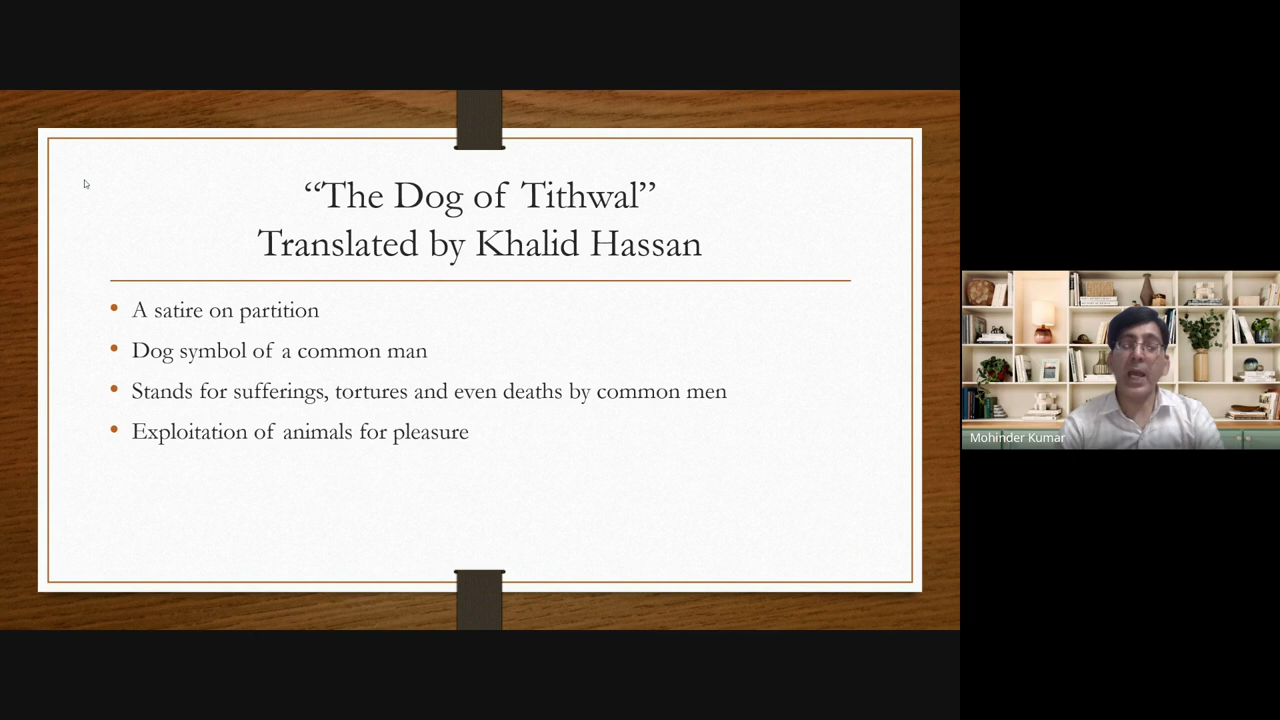 “The Dog of Tithwal”
Translated by Khalid Hassan
• A satire on partition
• Dog symbol of a common man
• Stands for sufferings, tortures and even deaths by common men
• Exploitation of animals for pleasure
Mohinder Kumar